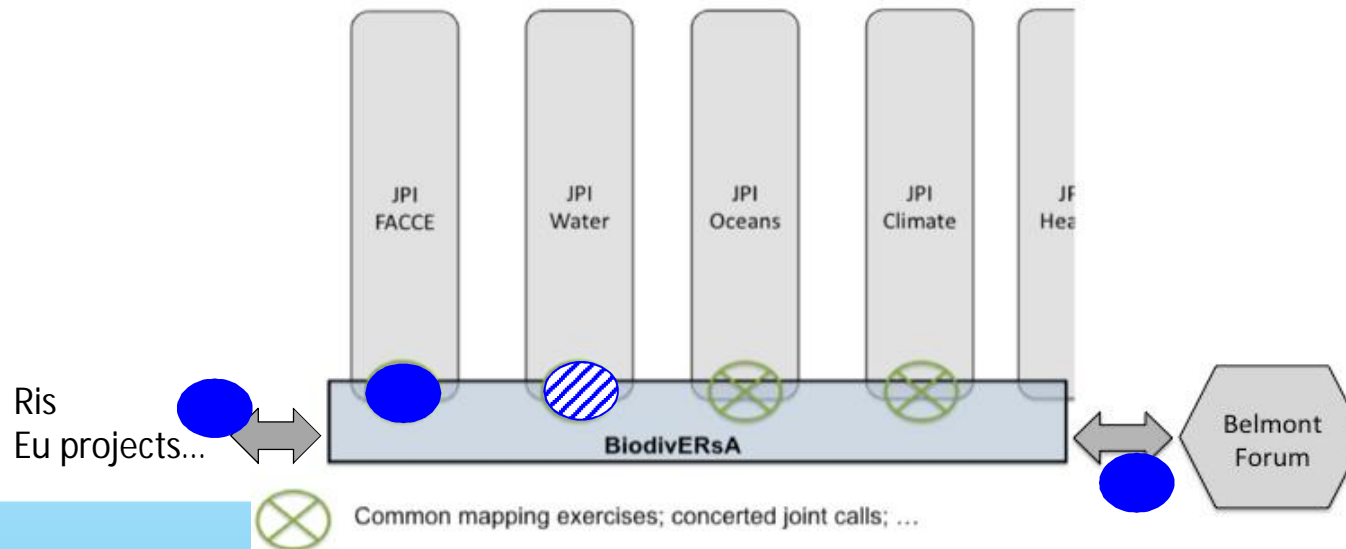 JPI
FACCE
JPI
Water
JPI
Oceans
JPI
Climate
Ris
Eu projects...
BiodivERsA
Belmont
Forum
Common mapping exercises; concerted joint calls; ...